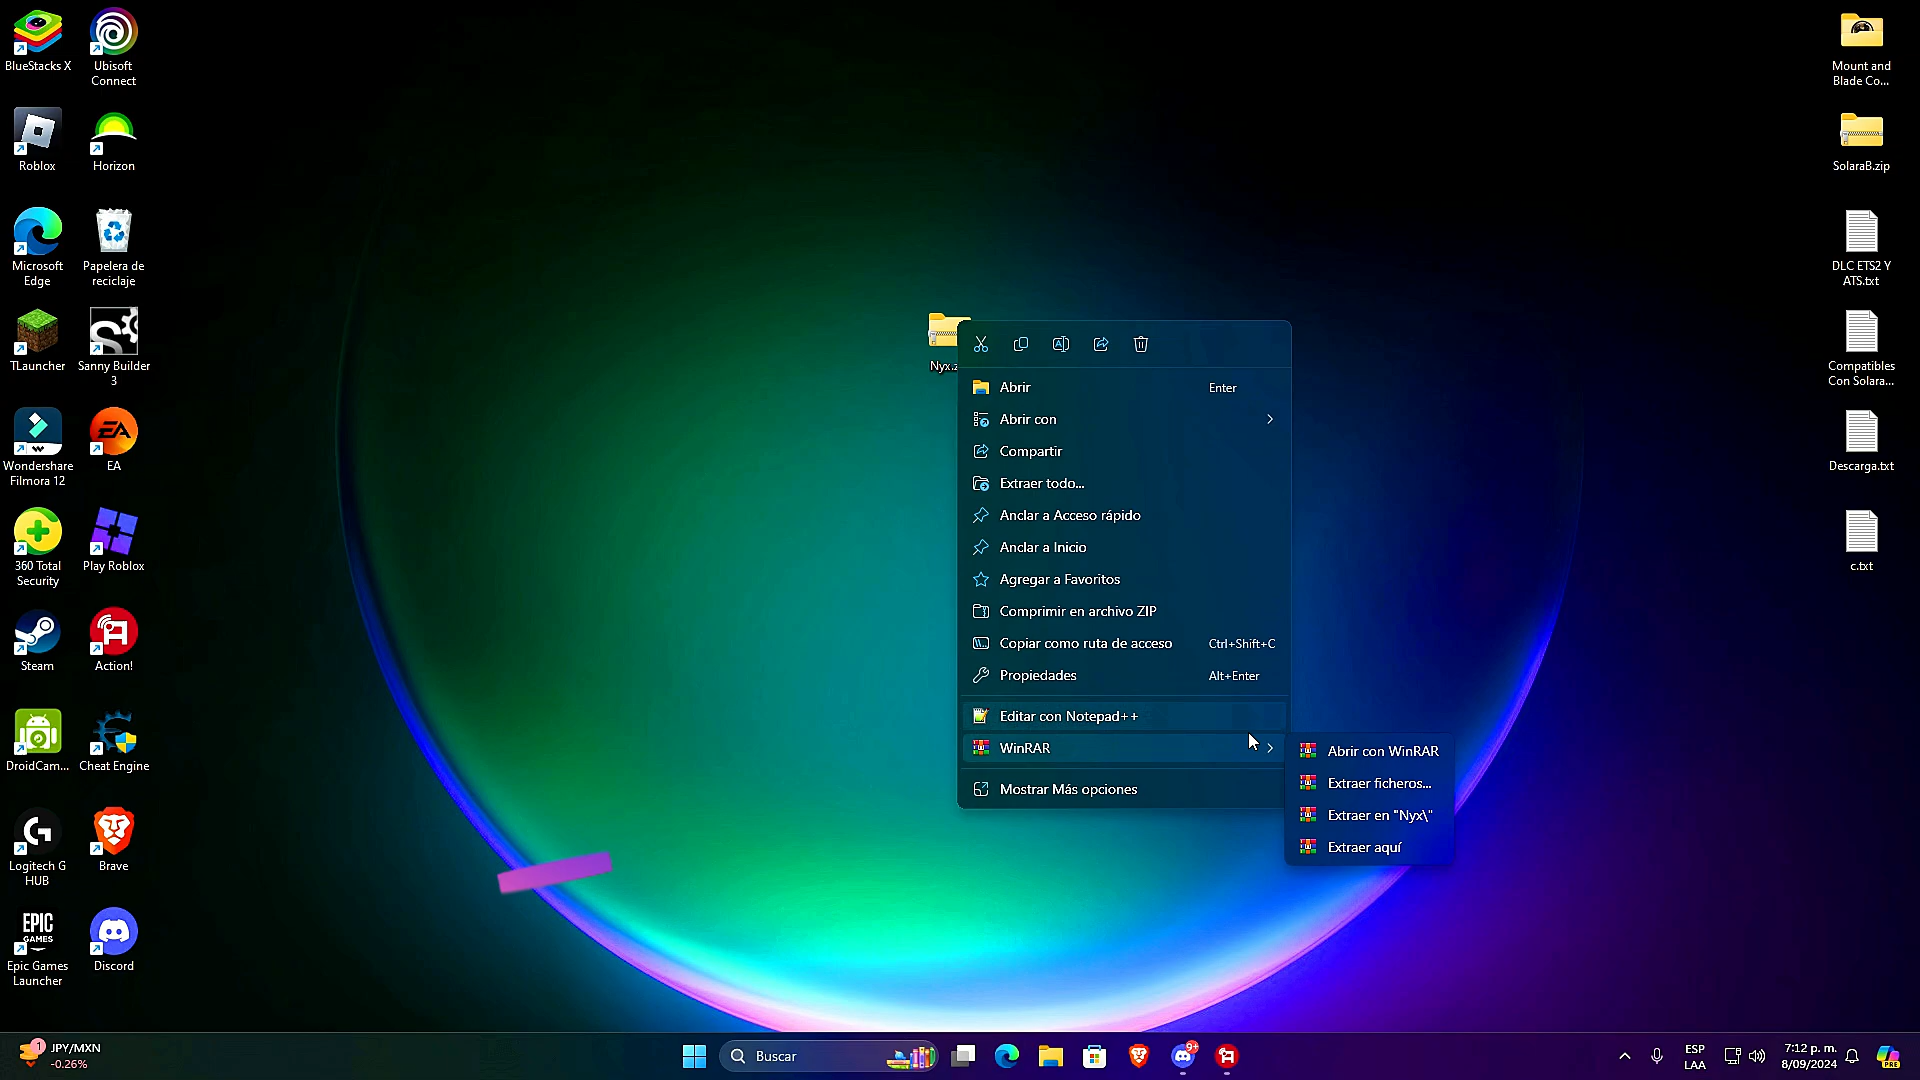 BlueStacks X
Ubisoft
Connect
Roblox
Horizon
Microsoft
Edge
Papelera de
reciclaje
TLauncher
Sanny Builder
3
Wondershare
Filmora 12
EA
360 Total
Security
Play Roblox
Steam
Action!
DroidCam...
Cheat Engine
Logitech G
HUB
Brave
EPIC
GAMES
Epic Games
Launcher
Discord
Nyx.z
Abrir Enter
Abrir con
Compartir
Extraer todo...
Anclar a Acceso rápido
Anclar a Inicio
Agregar a Favoritos
Comprimir en archivo ZIP
Copiar como ruta de acceso Ctrl+Shift+C
Propiedades Alt+Enter
Editar con Notepad++
WinRAR
Mostrar Más opciones
Abrir con WinRAR
Extraer ficheros...
Extraer en "Nyx\"
Extraer aquí
Mount and
Blade Co...
SolaraB.zip
DLC ETS2 Y
ATS.txt
Compatibles
Con Solara...
Descarga.txt
c.txt
1
JPY/MXN
-0.26%
Buscar
9+
ESP
LAA
7:12 p. m.
8/09/2024
PRE